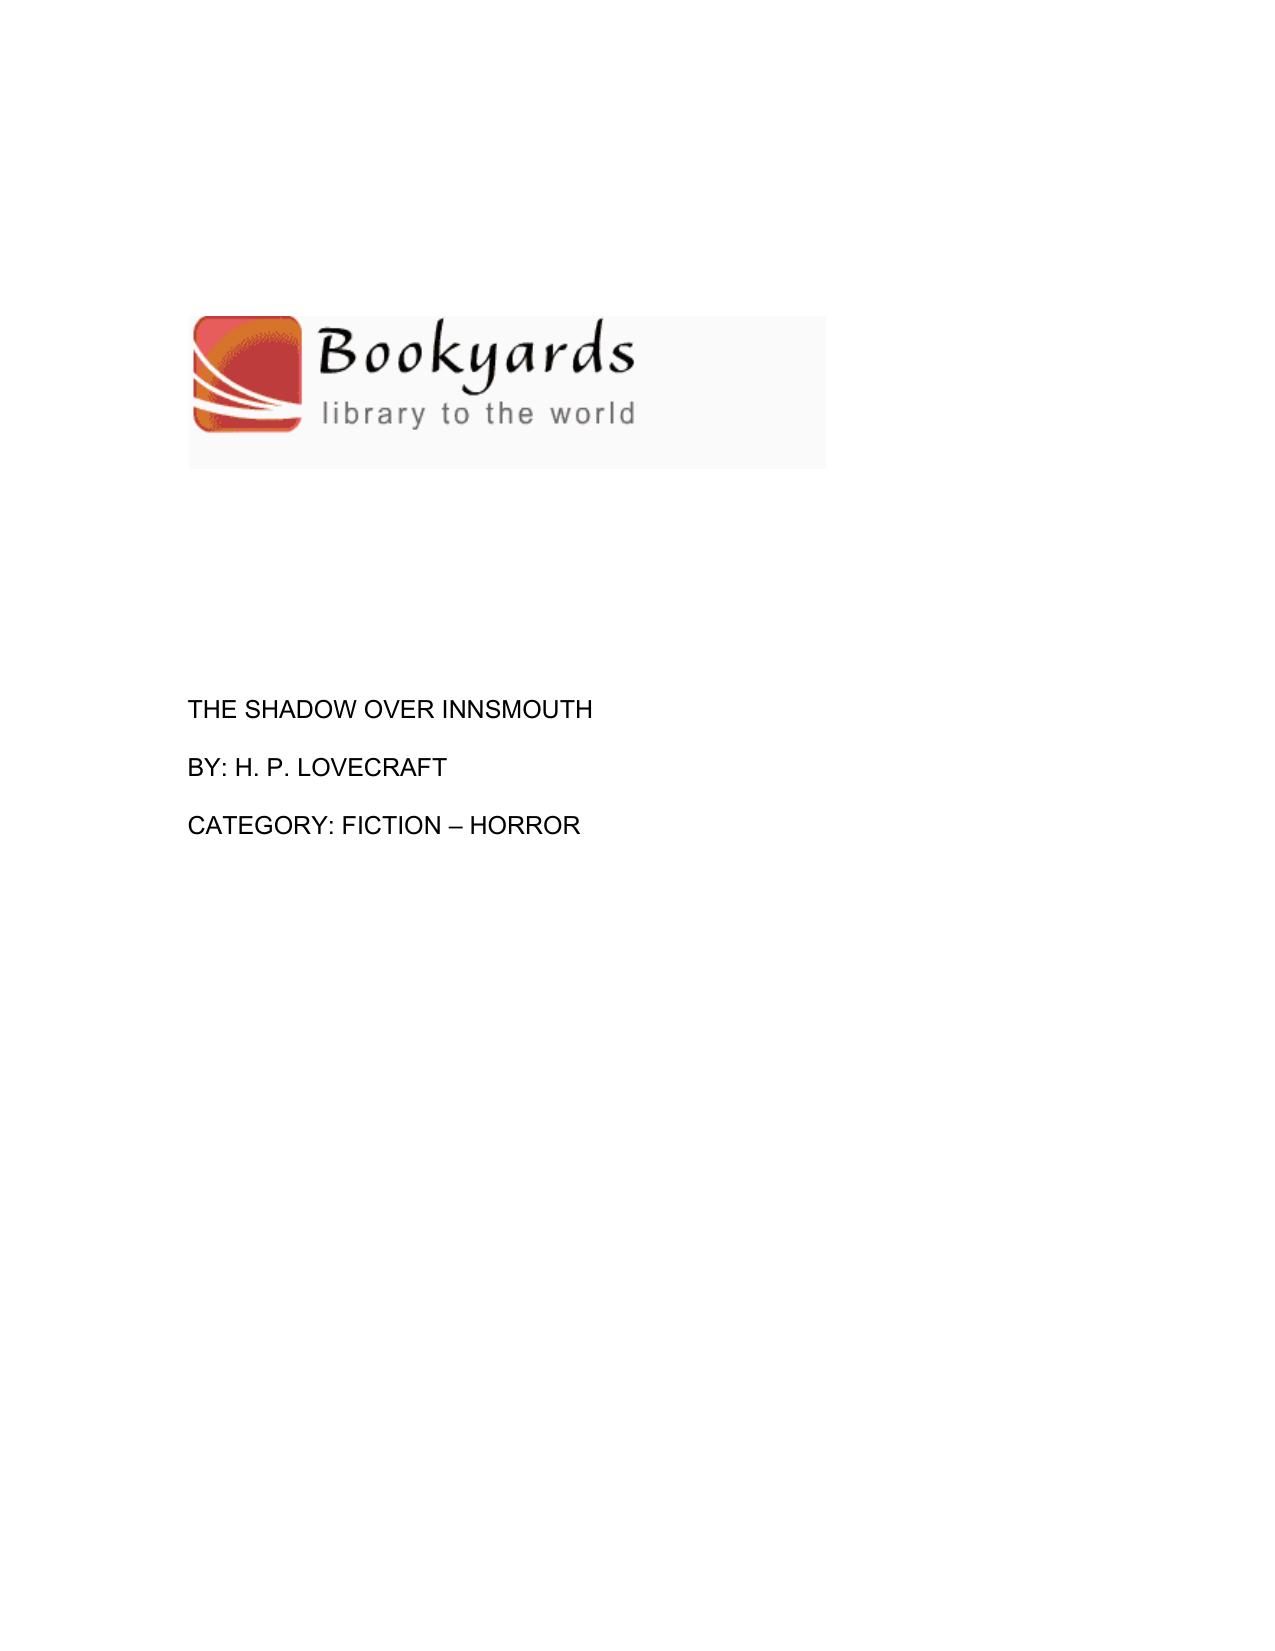 Bookyards
library to the world
THE SHADOW OVER INNSMOUTH
BY: H. P. LOVECRAFT
CATEGORY: FICTION – HORROR